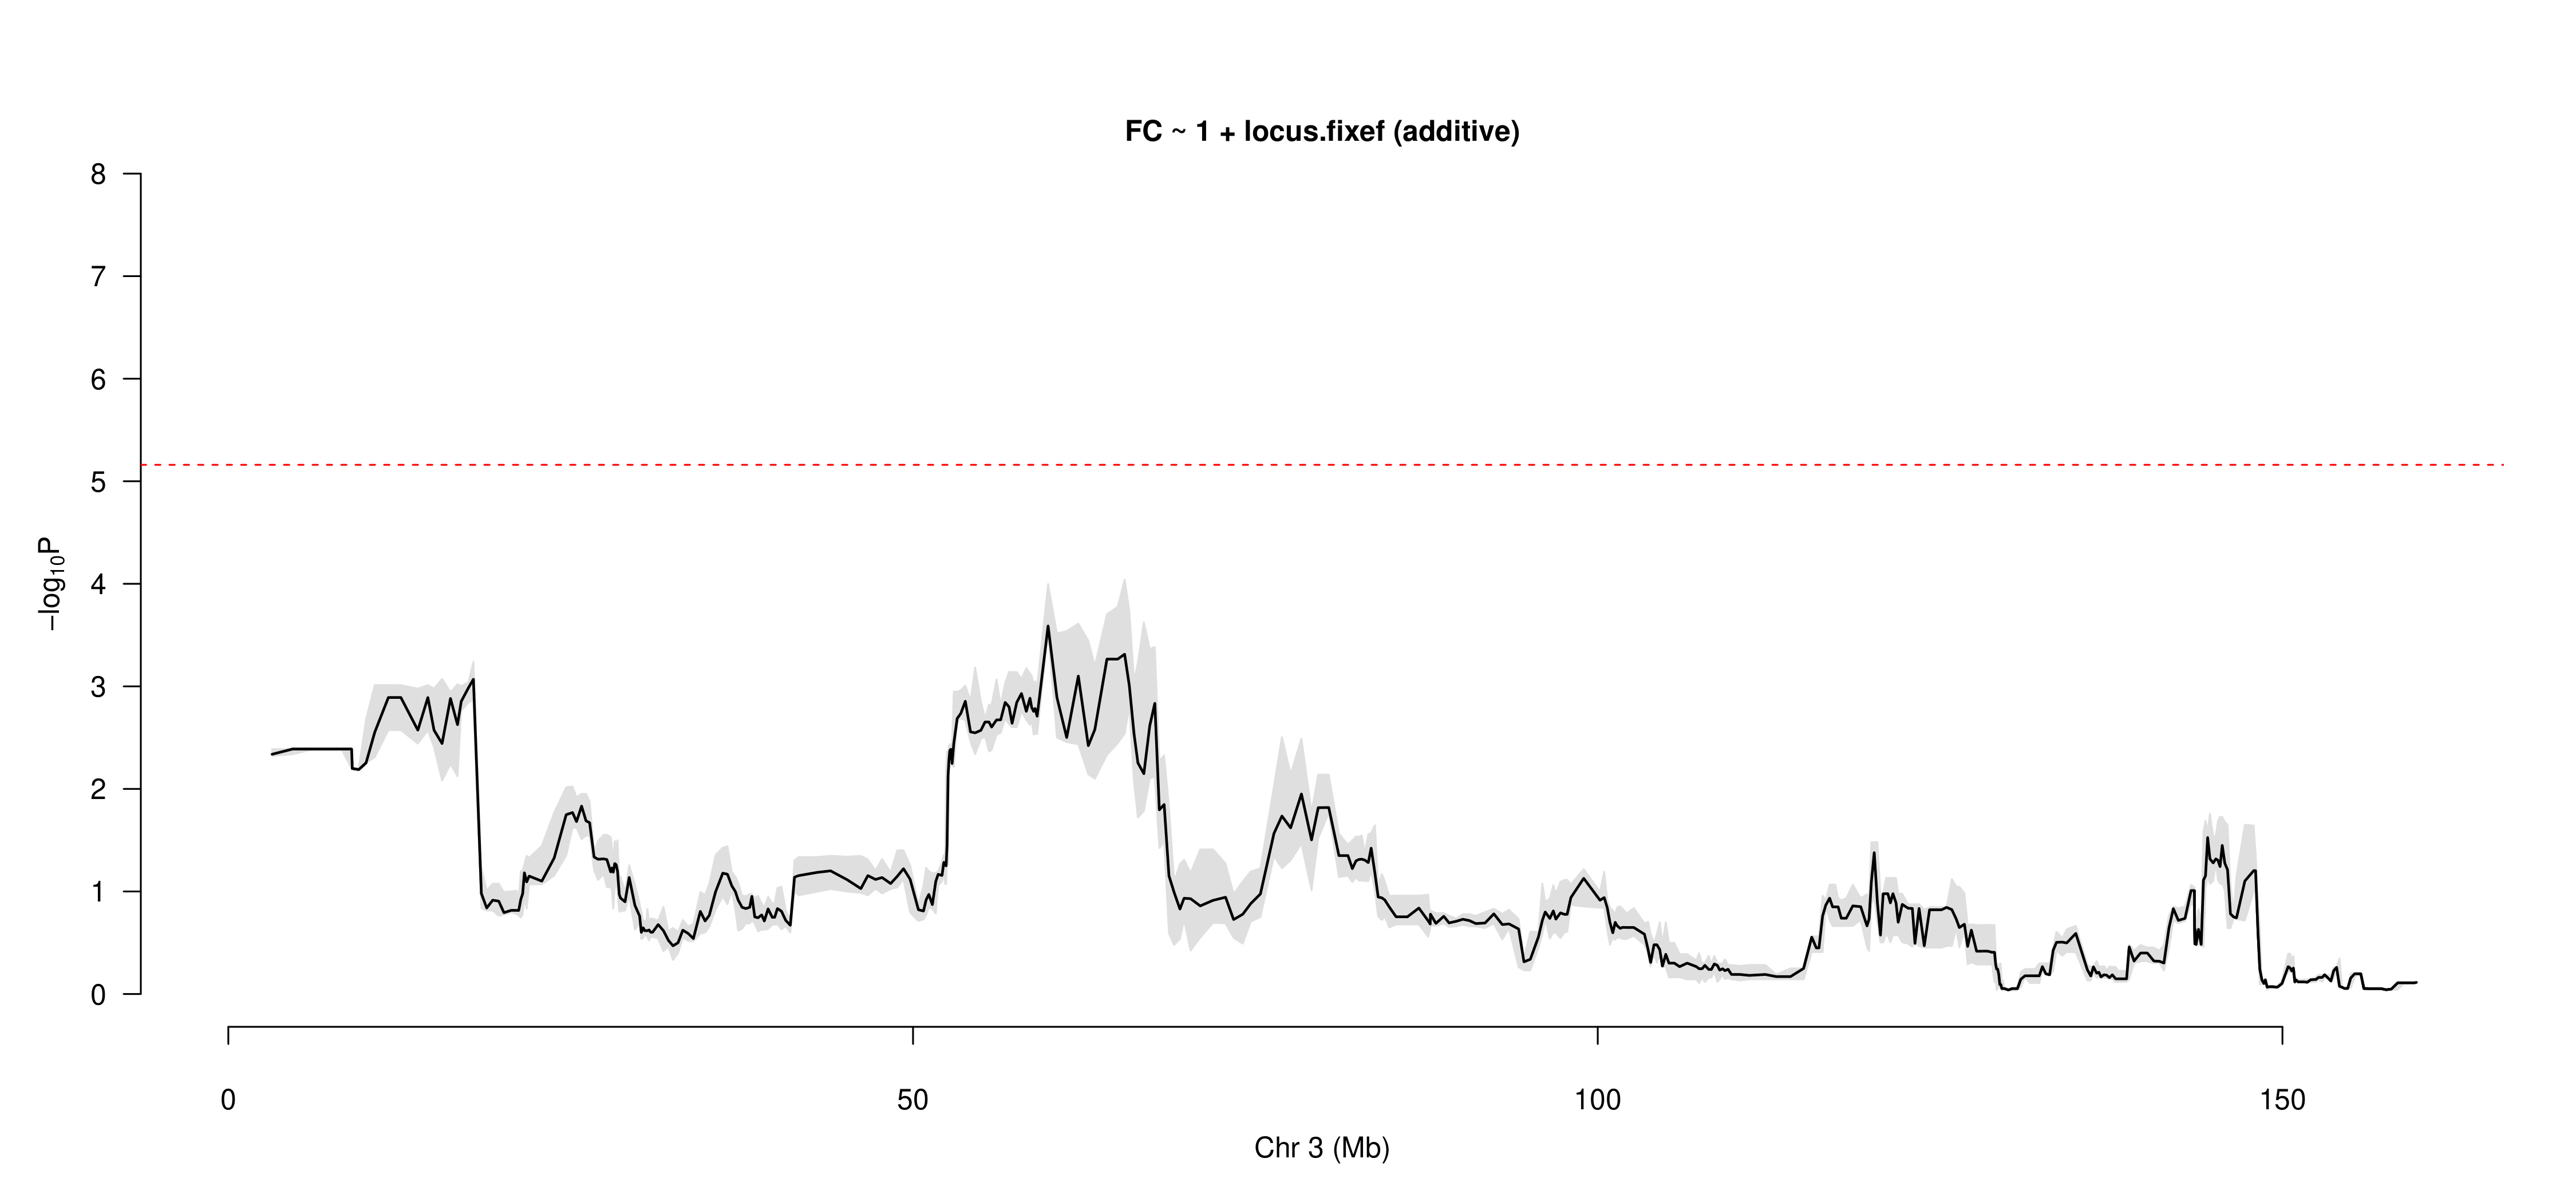 FC ~ 1 + locus.fixef (additive)
8
7
6
5
4
3
2
1
0
−log10P
0 50 100 150
Chr 3 (Mb)